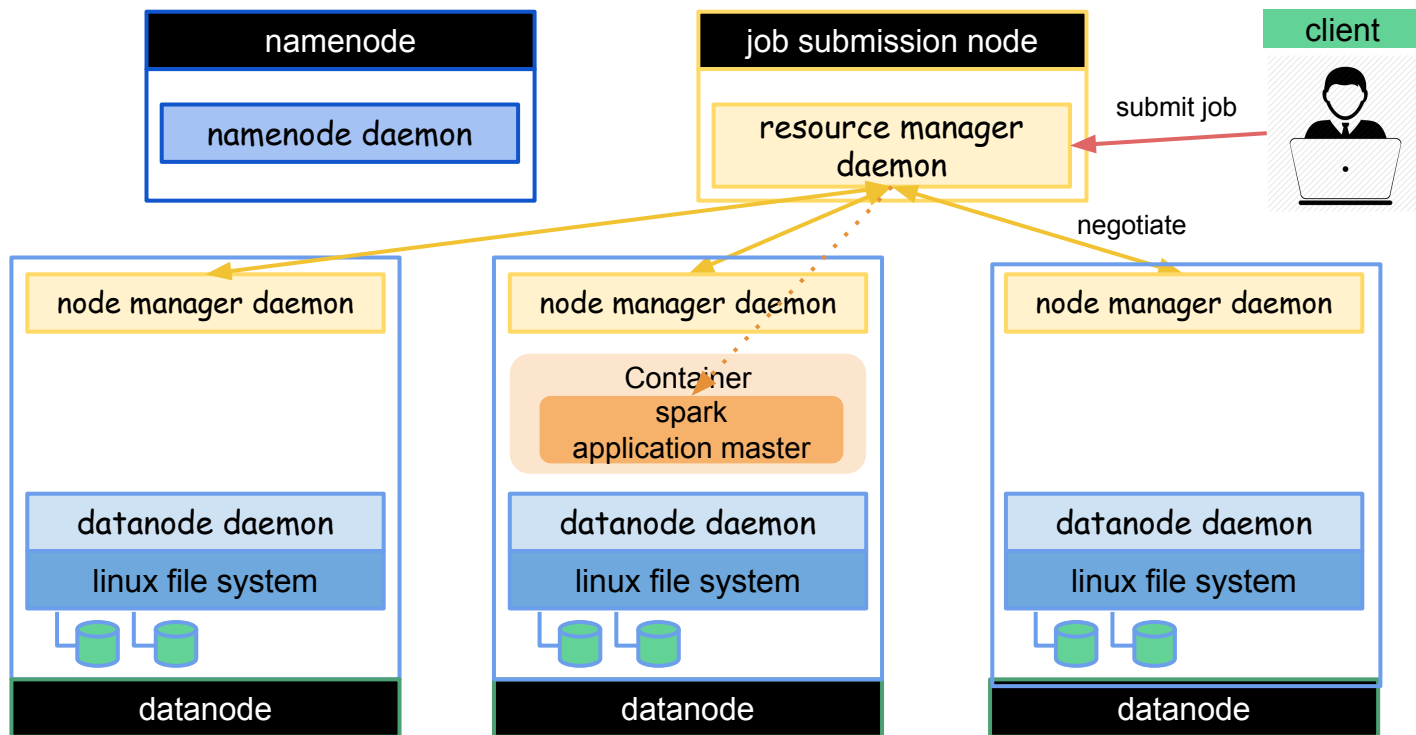 namenode
job submission node
client
namenode daemon
resource manager
daemon
submit job
negotiate
node manager daemon
node manager daemon
node manager daemon
Container
spark
application master
datanode daemon
datanode daemon
datanode daemon
linux file system
linux file system
linux file system
datanode
datanode
datanode